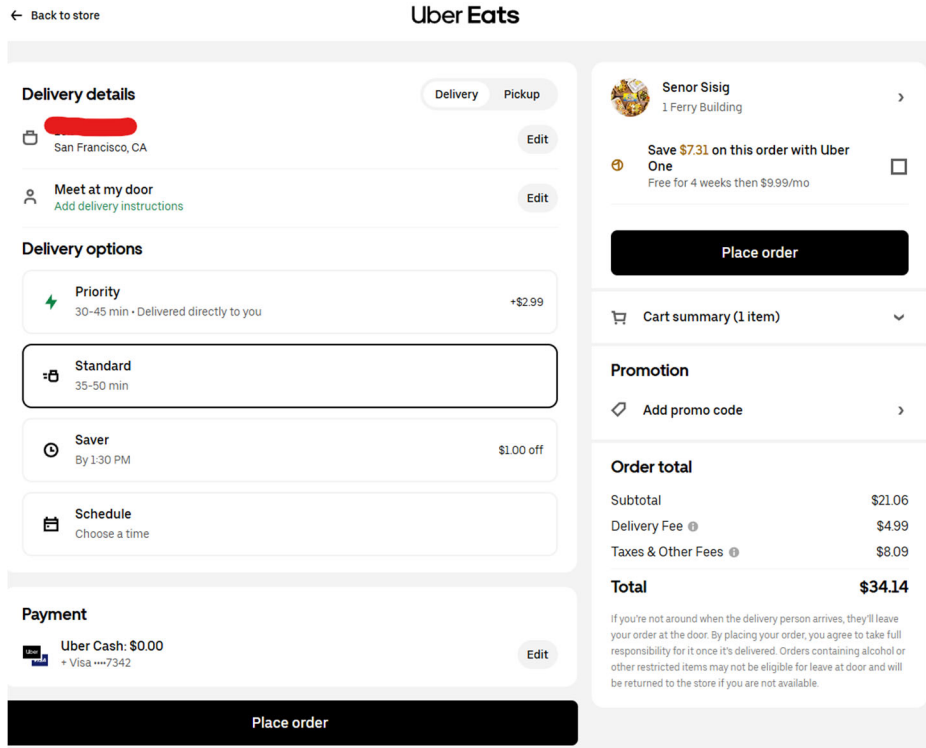 ← Back to store
Uber Eats
Delivery details
Delivery
Pickup
San Francisco, CA
Edit
Meet at my door
Add delivery instructions
Edit
Delivery options
Priority
30-45 min • Delivered directly to you
+$2.99
Standard
35-50 min
Saver
By 1:30 PM
$1.00 off
Schedule
Choose a time
Payment
Uber
VISA
Uber Cash: $0.00
+ Visa ••••7342
Edit
Place order
Senor Sisig
1 Ferry Building
Save $7.31 on this order with Uber
One
Free for 4 weeks then $9.99/mo
Place order
Cart summary (1 item)
Promotion
Add promo code
Order total
Subtotal $21.06
Delivery Fee $4.99
Taxes & Other Fees $8.09
Total $34.14
If you're not around when the delivery person arrives, they'll leave
your order at the door. By placing your order, you agree to take full
responsibility for it once it's delivered. Orders containing alcohol or
other restricted items may not be eligible for leave at door and will
be returned to the store if you are not available.